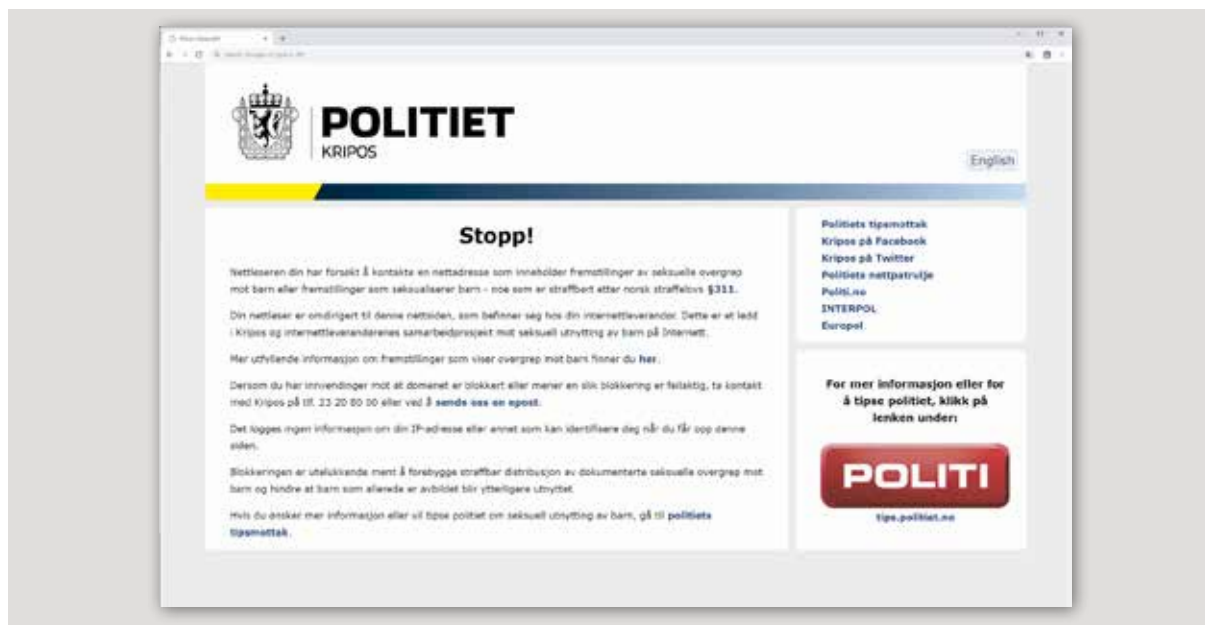 POLITIET
KRIPOS
English
Stopp!
Nettleseren din har forsøkt å kontakte en nettadresse som inneholder fremstillinger av seksuelle overgrep
mot barn eller fremstillinger som seksualiserer barn - noe som er straffbart etter norsk straffelovs §311.
Din nettleser er omdirigert til denne nettsiden, som befinner seg hos din internettleverandør. Dette er et ledd
i Kripos og internettleverandørenes samarbeidprosjekt mot seksuell utnytting av barn på Internett.
Mer utfyllende informasjon om fremstillinger som viser overgrep mot barn finner du her.
Dersom du har innvendinger mot at domenet er blokkert eller mener en slik blokkering er feilaktig, ta kontakt
med Kripos på tlf. 23 20 80 00 eller ved å sende oss en epost.
Det logges ingen informasjon om din IP-adresse eller annet som kan identifisere deg når du får opp denne
siden.
Blokkeringen er utelukkende ment å forebygge straffbar distribusjon av dokumenterte seksuelle overgrep mot
barn og hindre at barn som allerede er avbildet blir ytterligere utnyttet.
Hvis du ønsker mer informasjon eller vil tipse politiet om seksuell utnytting av barn, gå til politiets
tipsmottak.
Politiets tipsmottak
Kripos på Facebook
Kripos på Twitter
Politiets nettpatrulje
Politi.no
INTERPOL
Europol
For mer informasjon eller for
å tipse politiet, klikk på
lenken under:
POLITI
tips.politiet.no